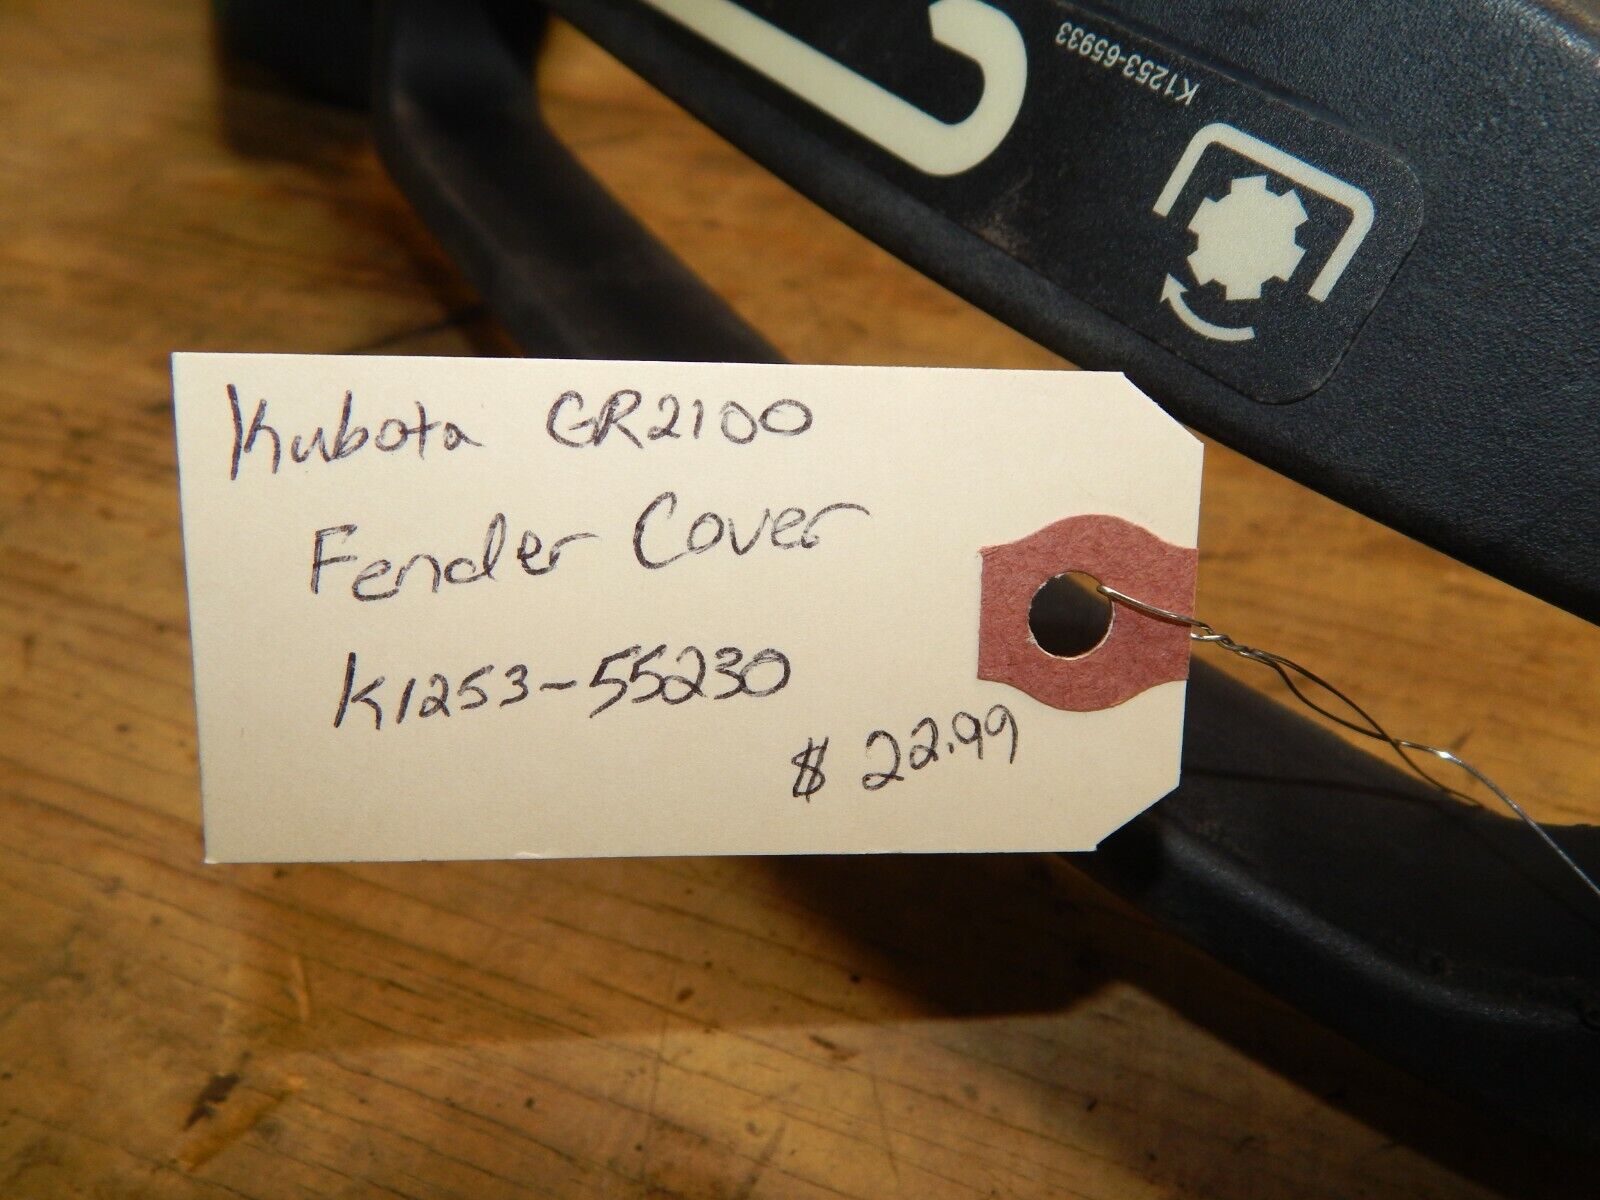 K1253-65933
Kubota GR2100
Fender Cover
K1253-55230
$ 22.99